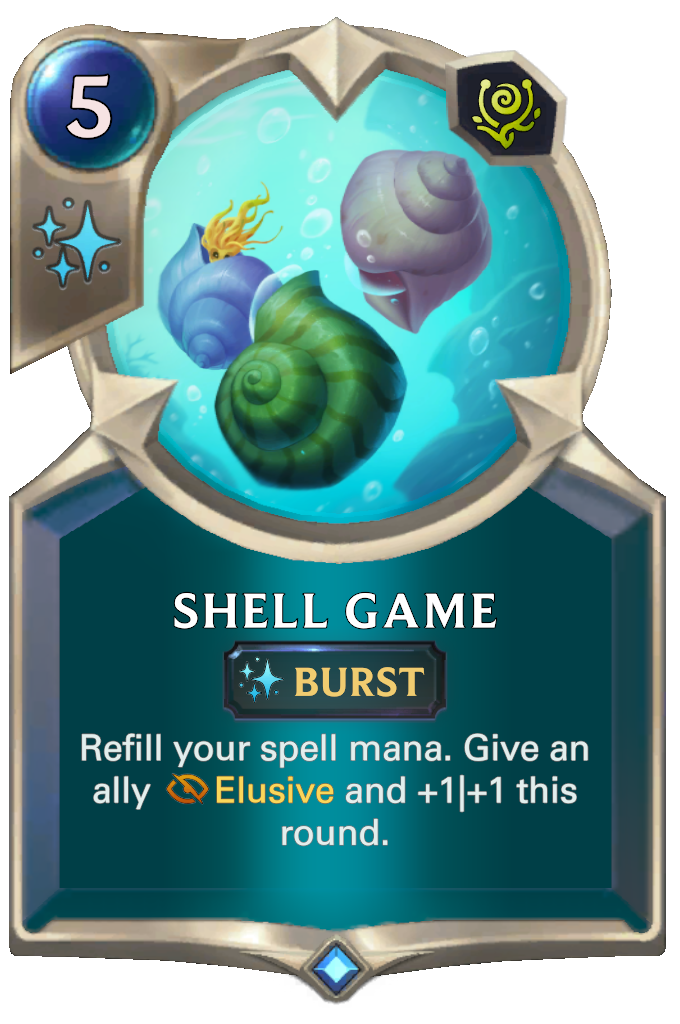 5
SHELL GAME
BURST
Refill your spell mana. Give an
ally Elusive and +1|+1 this
round.